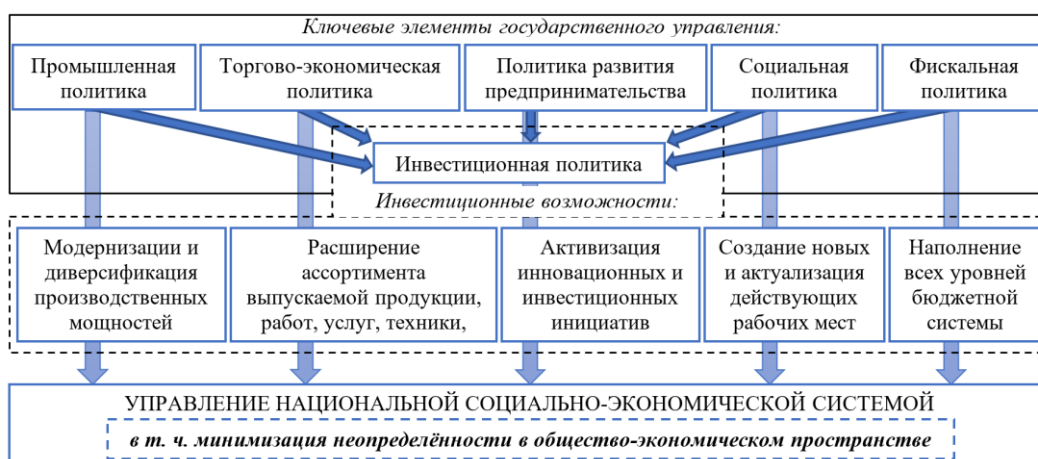 Ключевые элементы государственного управления:
Промышленная
политика
Торгово-экономическая
политика
Политика развития
предпринимательства
Социальная
политика
Фискальная
политика
Инвестиционная политика
Инвестиционные возможности:
Модернизации и
диверсификация
производственных
мощностей
Расширение
ассортимента
выпускаемой продукции,
работ, услуг, техники,
Активизация
инновационных и
инвестиционных
инициатив
Создание новых
и актуализация
действующих
рабочих мест
Наполнение
всех уровней
бюджетной
системы
УПРАВЛЕНИЕ НАЦИОНАЛЬНОЙ СОЦИАЛЬНО-ЭКОНОМИЧЕСКОЙ СИСТЕМОЙ
в т. ч. минимизация неопределённости в общество-экономическом пространстве